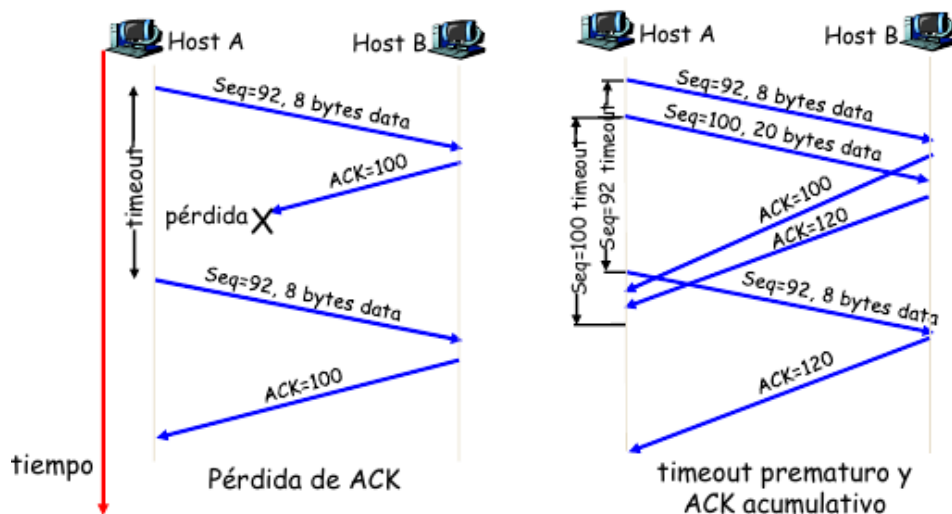 Host A
Host B
Seq=92, 8 bytes data
timeout
ACK=100
pérdida
X
Seq=92, 8 bytes data
ACK=100
tiempo
Pérdida de ACK
Host A
Host B
Seq=92, 8 bytes data
Seq=100, 20 bytes data
Seq=100 timeout
Seq=92 timeout
ACK=100
ACK=120
Seq=92, 8 bytes data
ACK=120
timeout prematuro y
ACK acumulativo